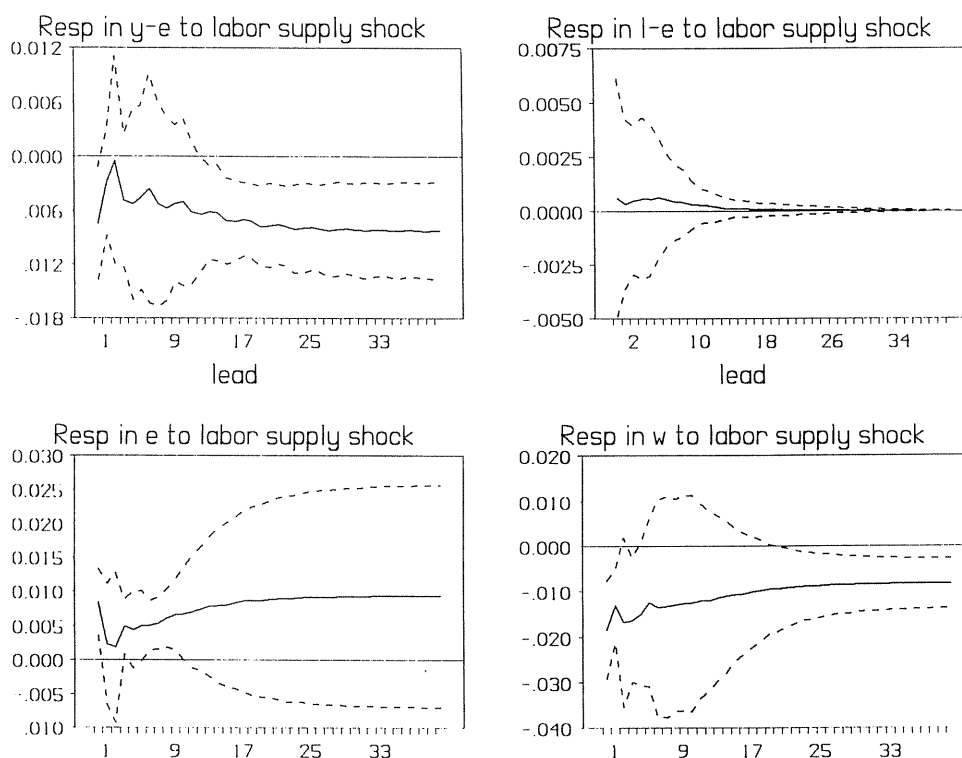 Resp in y-e to labor supply shock
0.012
0.006
0.000
.006
.012
-.018
1 9 17 25 33
lead
Resp in l-e to labor supply shock
0.0075
0.0050
0.0025
0.0000
-.0025
-.0050
2 10 18 26 34
lead
Resp in e to labor supply shock
0.030
0.025
0.020
0.015
0.010
0.005
0.000
-.005
.010
1 9 17 25 33
Resp in w to labor supply shock
0.020
0.010
0.000
-.010
-.020
-.030
-.040
1 9 17 25 33